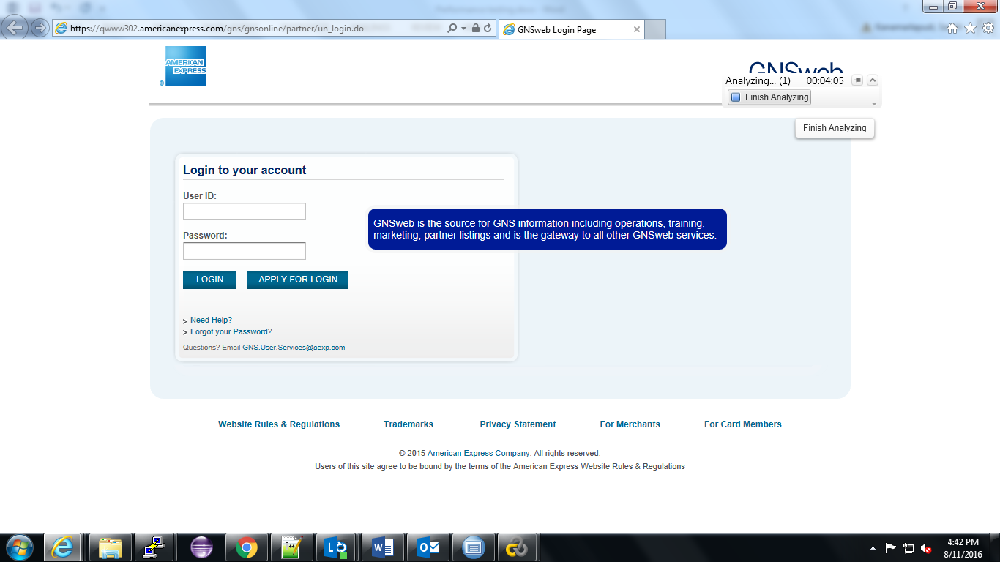 https://qwww302.americanexpress.com/gns/gnsonline/partner/un_login.do
GNSweb Login Page
AMERICAN
EXPRESS
®
GNSweb
Analyzing... (1) 00:04:05
Finish Analyzing
Finish Analyzing
Login to your account
User ID:
GNSweb is the source for GNS information including operations, training,
marketing, partner listings and is the gateway to all other GNSweb services.
Password:
LOGIN APPLY FOR LOGIN
> Need Help?
> Forgot your Password?
Questions? Email GNS.User.Services@aexp.com
Website Rules & Regulations Trademarks Privacy Statement For Merchants For Card Members
© 2015 American Express Company. All rights reserved.
Users of this site agree to be bound by the terms of the American Express Website Rules & Regulations
4:42 PM
8/11/2016